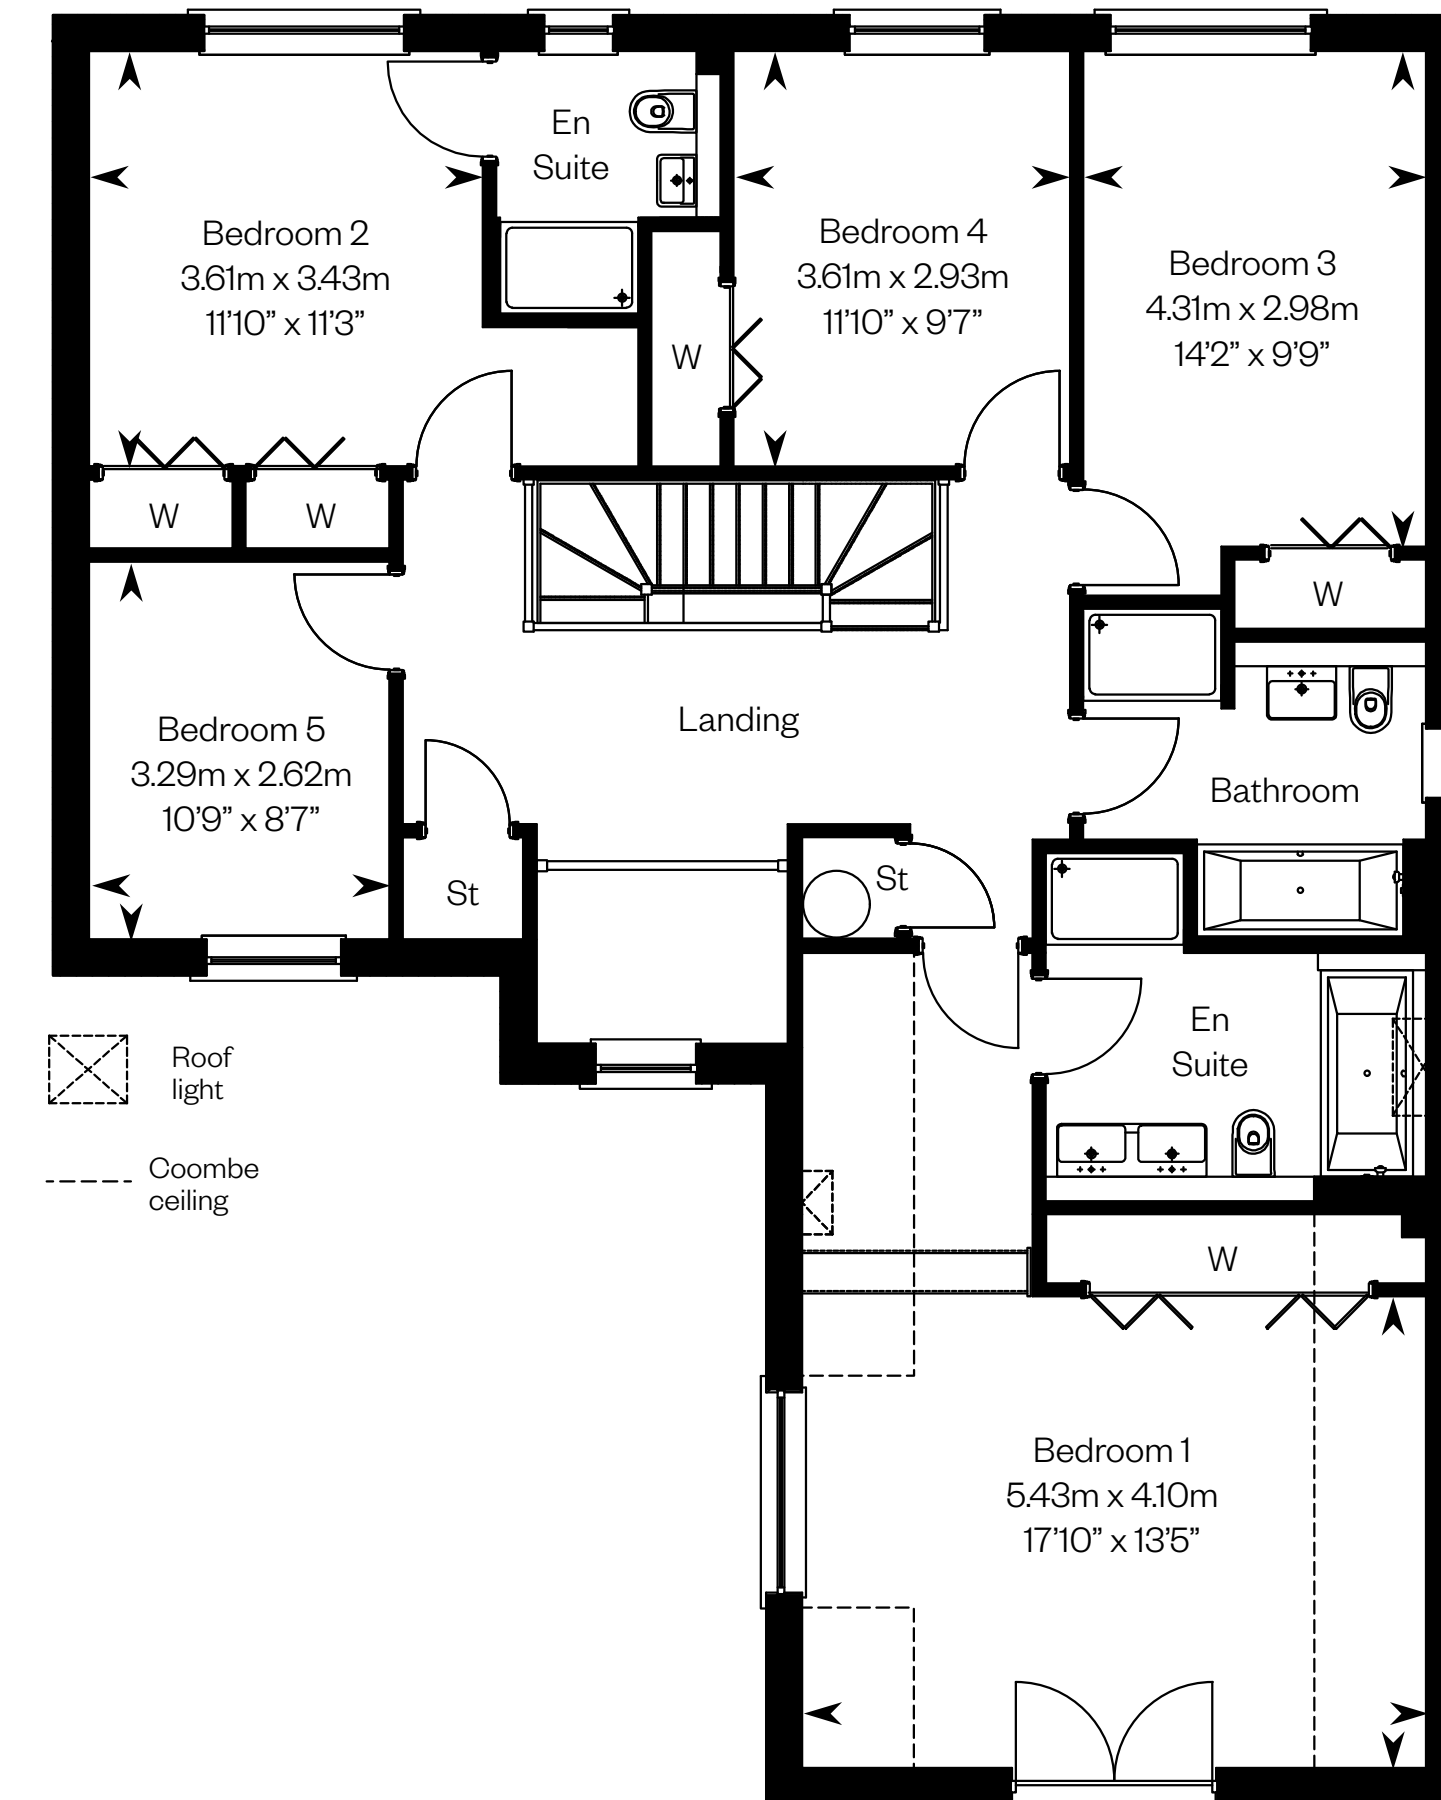 En
Suite
Bedroom 2
3.61m x 3.43m
11'10” x 11'3”
Bedroom 4
3.61m x 2.93m
11'10” x 9'7”
Bedroom 3
4.31m x 2.98m
14'2” x 9'9”
W
W
W
W
Bedroom 5
3.29m x 2.62m
10'9” x 8'7”
Landing
Bathroom
St
St
En
Suite
Roof
light
Coombe
ceiling
W
Bedroom 1
5.43m x 4.10m
17'10” x 13'5”